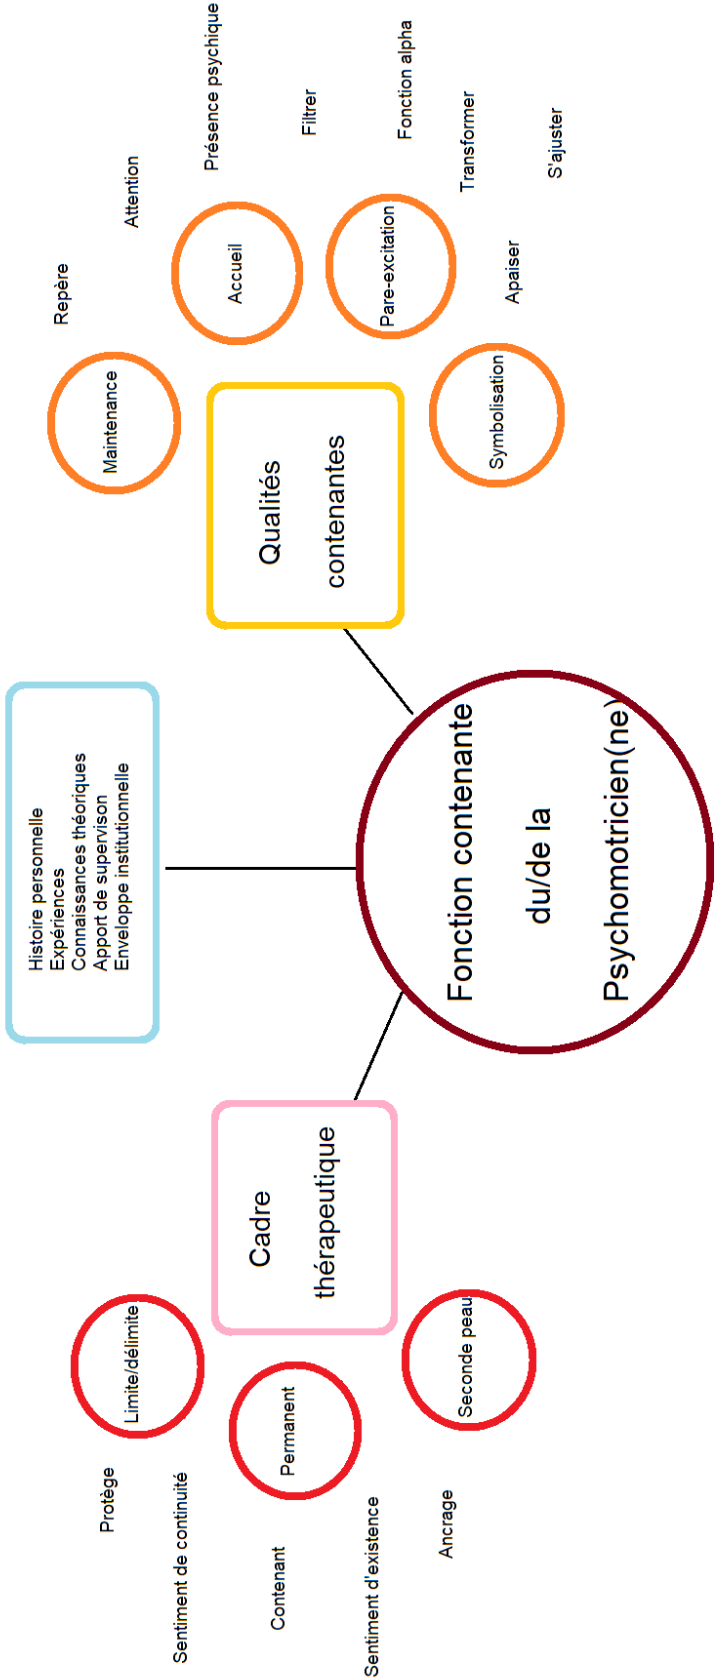 Histoire personnelle
Expériences
Connaissances théoriques
Apport de supervison
Enveloppe institutionnelle
Protège
Sentiment de continuité
Contenant
Sentiment d'existence
Ancrage
Limite/délimite
Permanent
Seconde peau
Cadre
thérapeutique
Fonction contenante
du/de la
Psychomotricien(ne)
Qualités
contenantes
Maintenance
Accueil
Pare-excitation
Symbolisation
Repère
Attention
Présence psychique
Filtrer
Fonction alpha
Transformer
Apaiser
S'ajuster